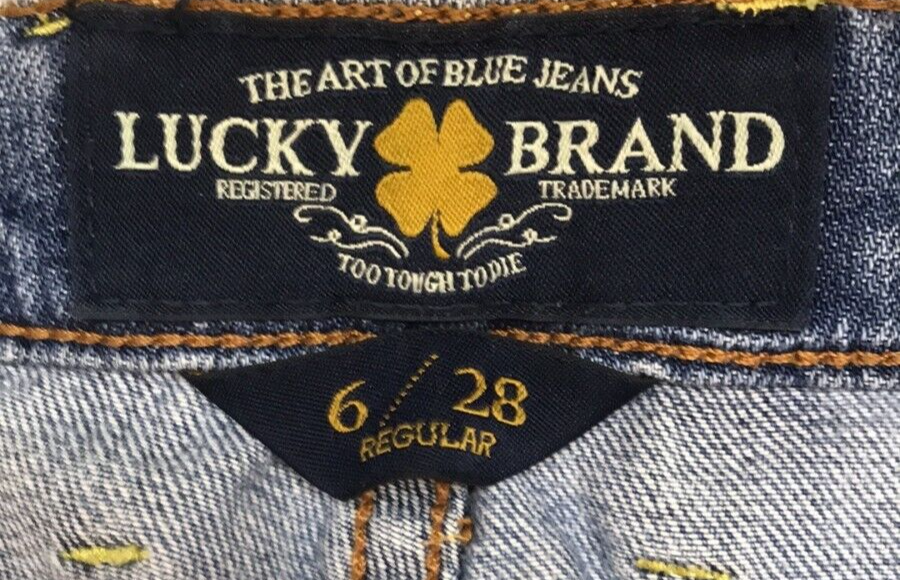 THE ART OF BLUE JEANS
LUCKY BRAND
REGISTERED TRADEMARK
TOO TOUGH TO DIE
6/28
REGULAR